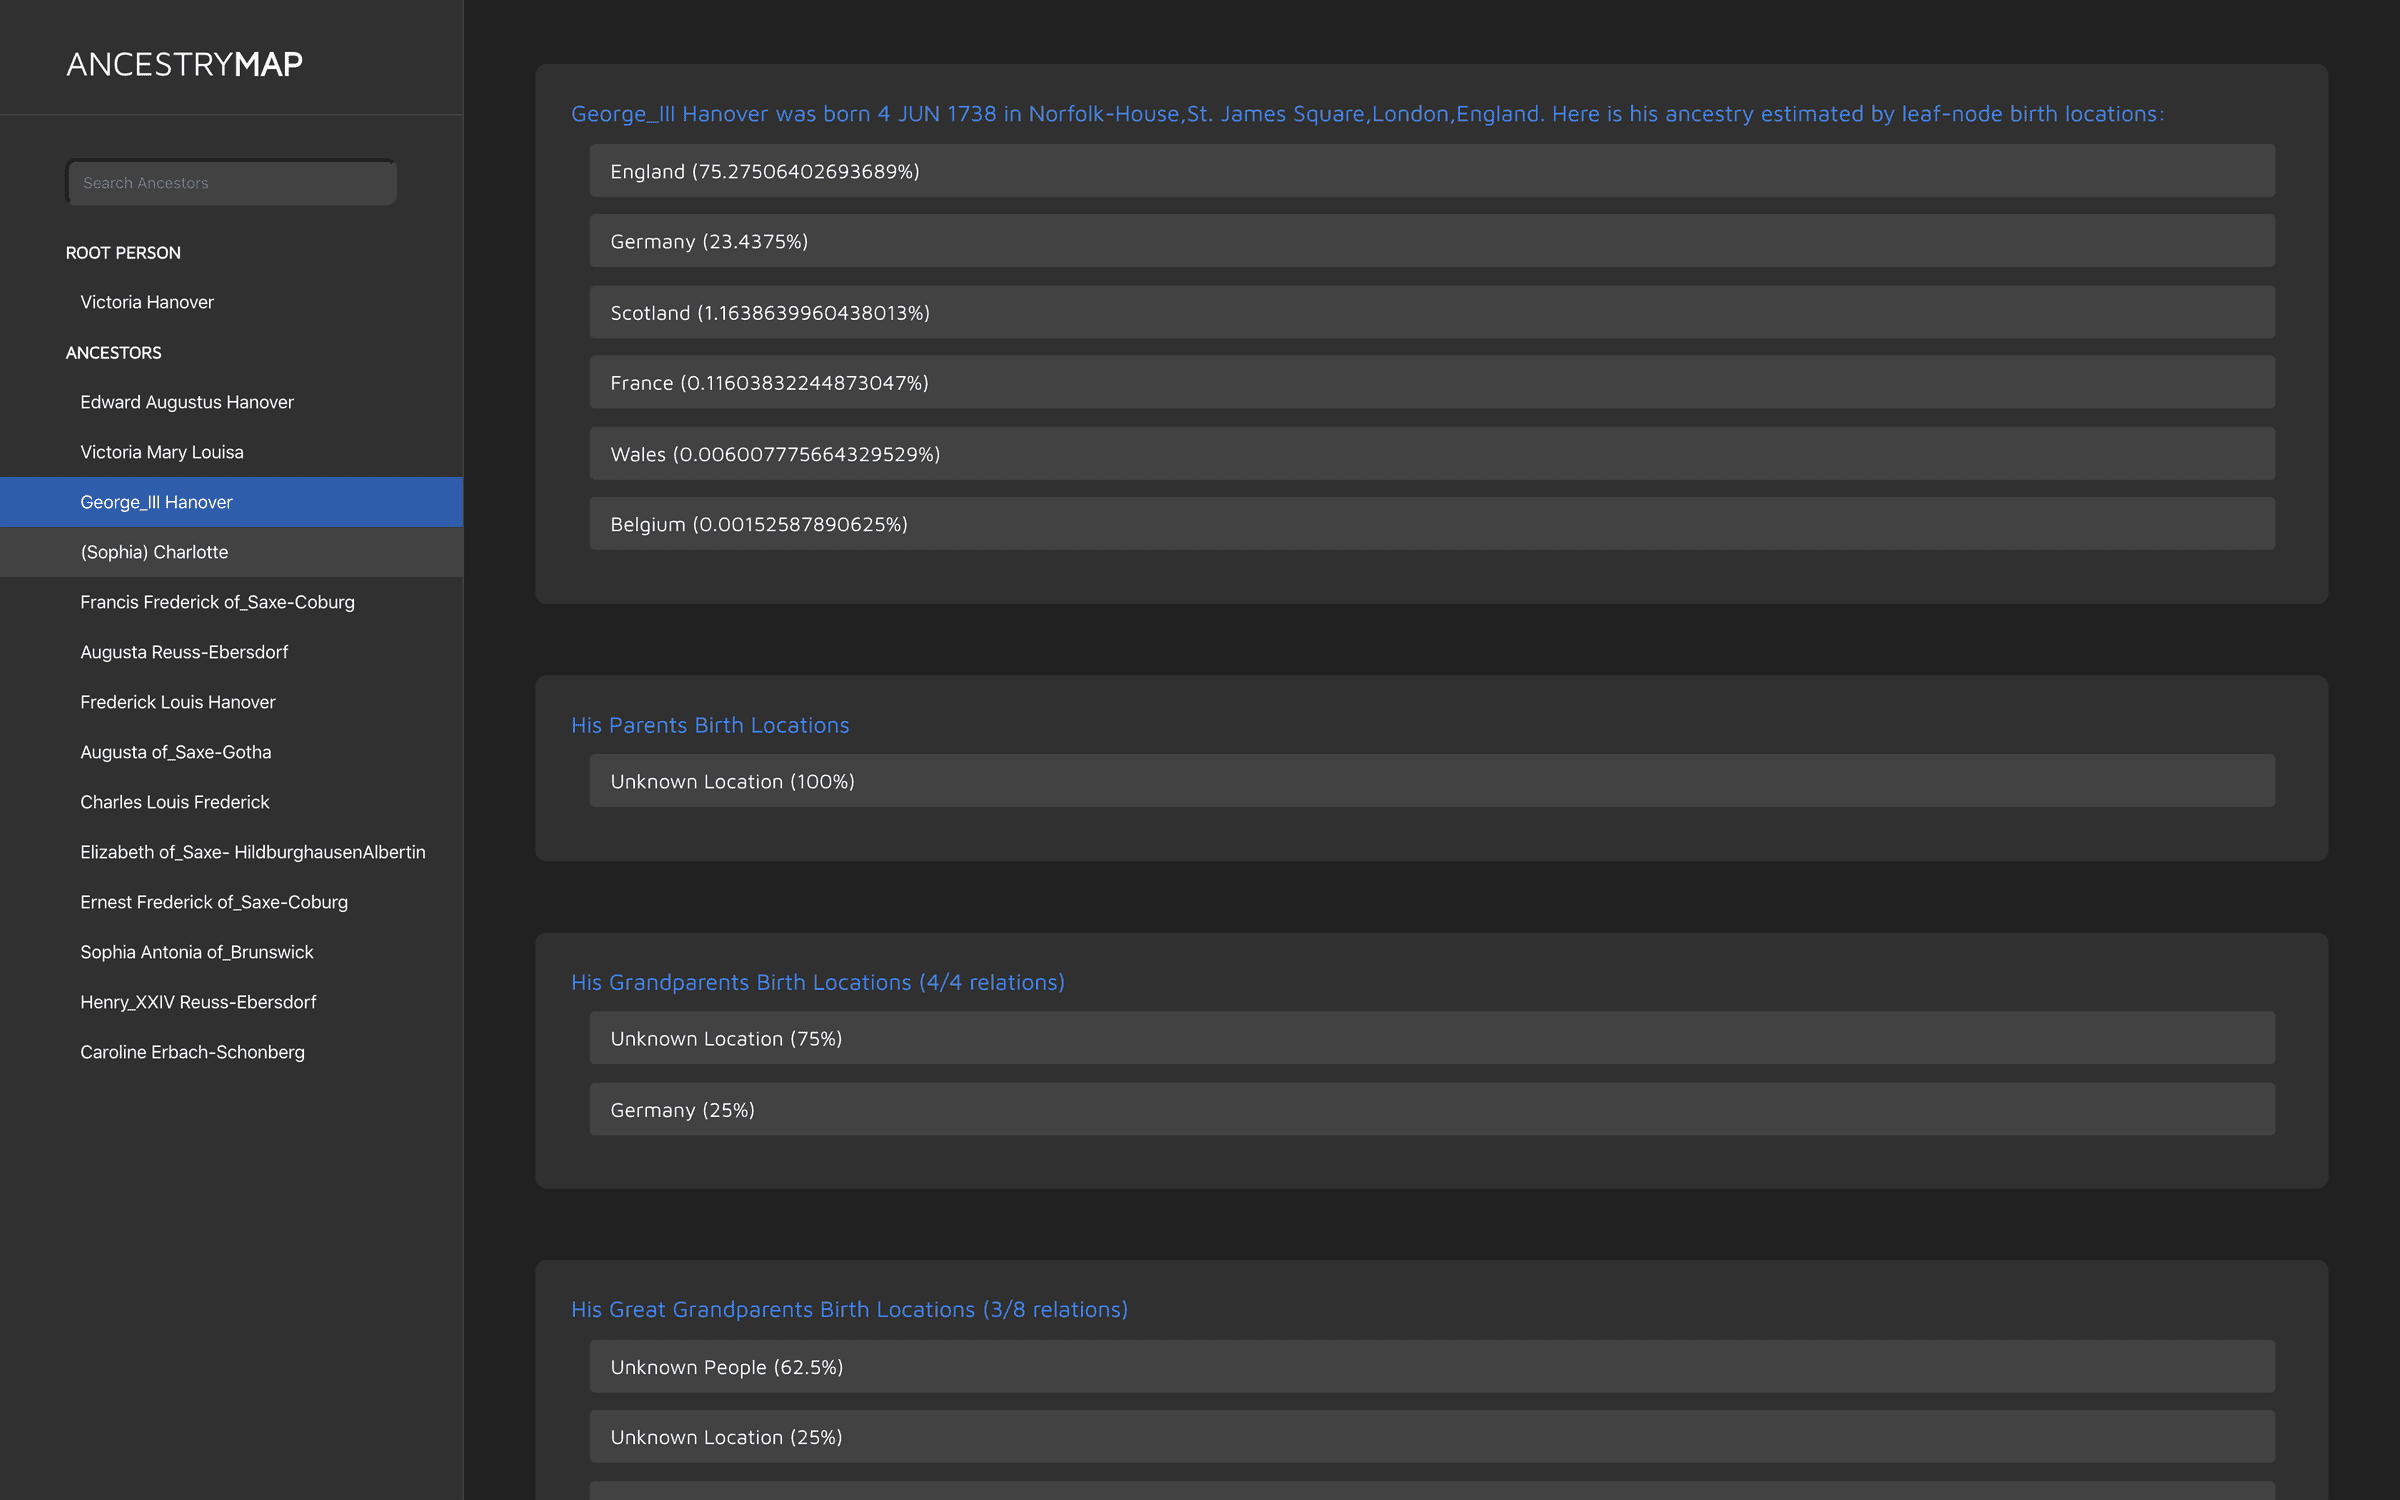 ANCESTRYMAP
Search Ancestors
ROOT PERSON
Victoria Hanover
ANCESTORS
Edward Augustus Hanover
Victoria Mary Louisa
George_III Hanover
(Sophia) Charlotte
Francis Frederick of_Saxe-Coburg
Augusta Reuss-Ebersdorf
Frederick Louis Hanover
Augusta of_Saxe-Gotha
Charles Louis Frederick
Elizabeth of_Saxe- HildburghausenAlbertin
Ernest Frederick of_Saxe-Coburg
Sophia Antonia of_Brunswick
Henry_XXIV Reuss-Ebersdorf
Caroline Erbach-Schonberg
George_III Hanover was born 4 JUN 1738 in Norfolk-House,St. James Square,London,England. Here is his ancestry estimated by leaf-node birth locations:
England (75.27506402693689%)
Germany (23.4375%)
Scotland (1.1638639960438013%)
France (0.11603832244873047%)
Wales (0.006007775664329529%)
Belgium (0.00152587890625%)
His Parents Birth Locations
Unknown Location (100%)
His Grandparents Birth Locations (4/4 relations)
Unknown Location (75%)
Germany (25%)
His Great Grandparents Birth Locations (3/8 relations)
Unknown People (62.5%)
Unknown Location (25%)